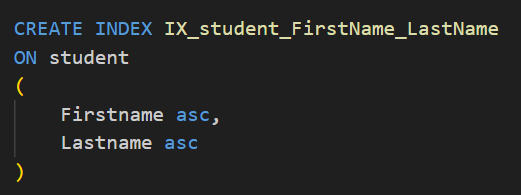 CREATE INDEX IX_student_FirstName_LastName
ON student
(
    Firstname asc,
    Lastname asc
)